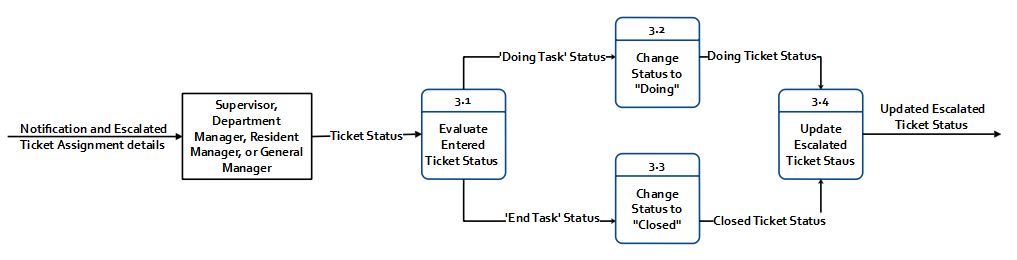 Notification and Escalated
Ticket Assignment details
Supervisor,
Department
Manager, Resident
Manager, or General
Manager
Ticket Status
3.1
Evaluate
Entered
Ticket Status
'Doing Task' Status
3.2
Change
Status to
"Doing"
Doing Ticket Status
'End Task' Status
3.3
Change
Status to
"Closed"
Closed Ticket Status
3.4
Update
Escalated
Ticket Staus
Updated Escalated
Ticket Status